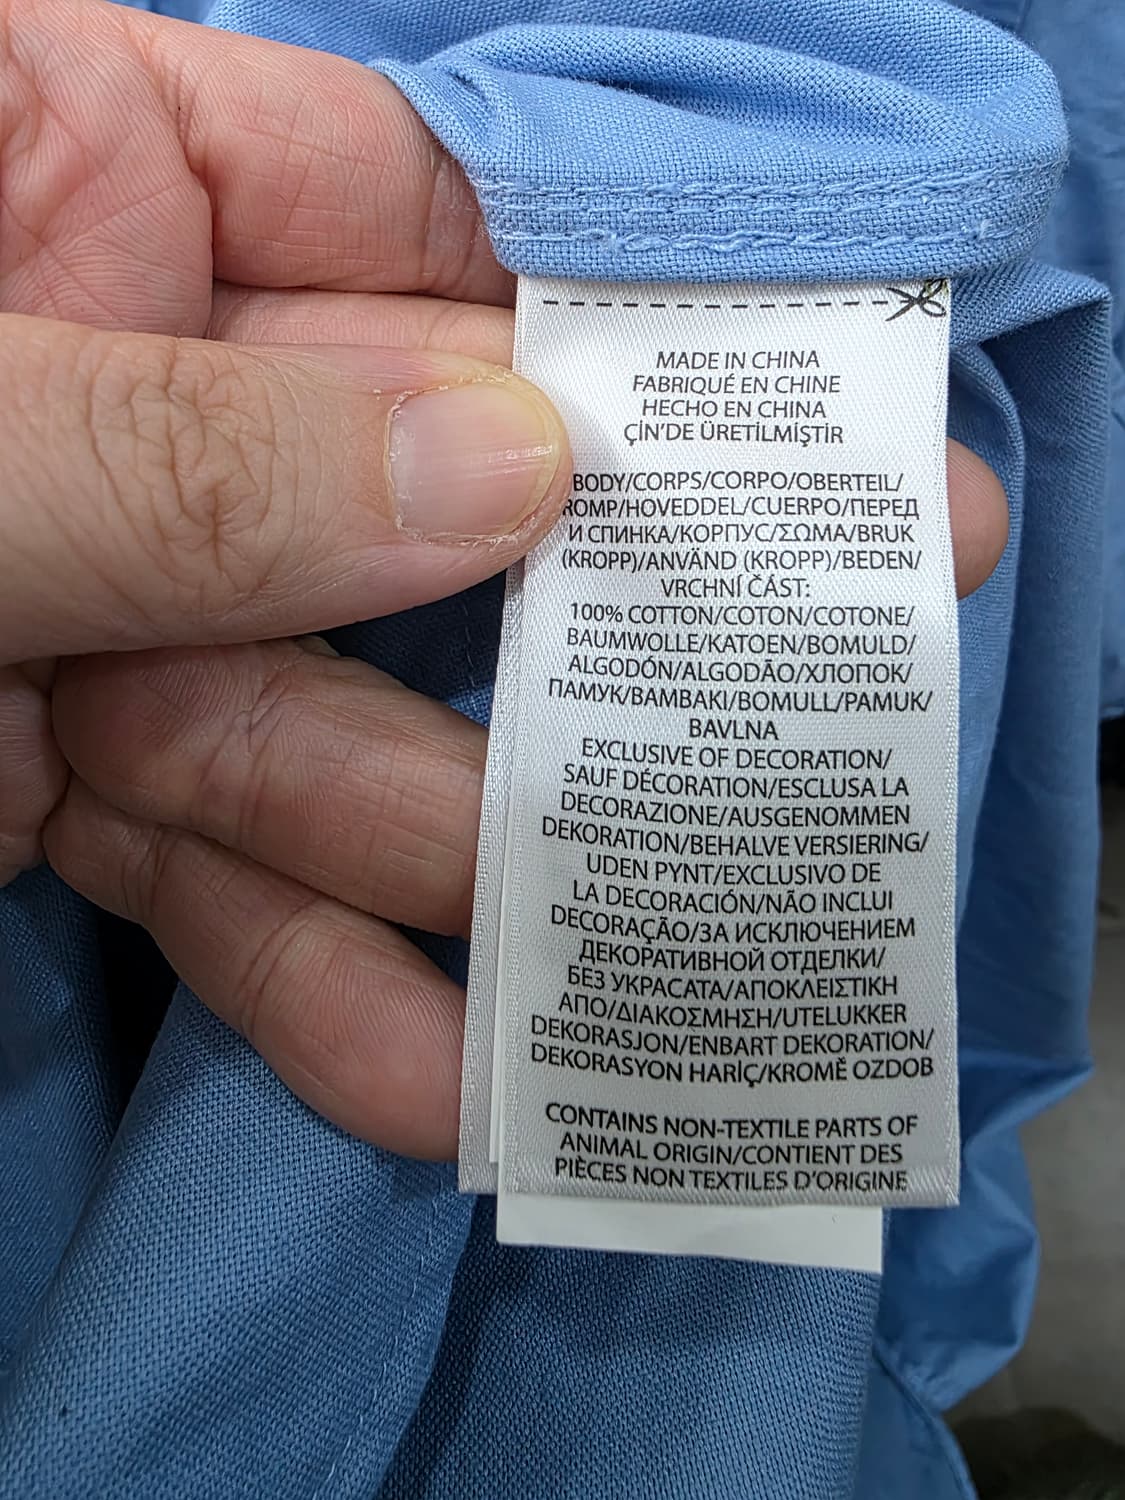 MADE IN CHINA
FABRIQUÉ EN CHINE
HECHO EN CHINA
ÇİN'DE ÜRETİLMİŞTİR
BODY/CORPS/CORPO/OBERTEIL/
ROMP/HOVEDDEL/CUERPO/ПЕРЕД
И СПИНКА/КОРПУС/ΣΩΜΑ/BRUK
(KROPP)/ANVÄND (KROPP)/BEDEN/
VRCHNÍ ČÁST:
100% COTTON/COTON/COTONE/
BAUMWOLLE/KATOEN/BOMULD/
ALGODÓN/ALGODÃO/ХЛОПОК/
ПАМУК/ΒΑΜΒΑΚΙ/BOMULL/PAMUK/
BAVLNA
EXCLUSIVE OF DECORATION/
SAUF DÉCORATION/ESCLUSA LA
DECORAZIONE/AUSGENOMMEN
DEKORATION/BEHALVE VERSIERING/
UDEN PYNT/EXCLUSIVO DE
LA DECORACIÓN/NÃO INCLUI
DECORAÇÃO/ЗА ИСКЛЮЧЕНИЕМ
ДЕКОРАТИВНОЙ ОТДЕЛКИ/
БЕЗ УКРАСАТА/ΑΠΟΚΛΕΙΣΤΙΚΗ
ΑΠΟ/ΔΙΑΚΟΣΜΗΣΗ/UTELUKKER
DEKORASJON/ENBART DEKORATION/
DEKORASYON HARİÇ/KROMĚ OZDOB
CONTAINS NON-TEXTILE PARTS OF
ANIMAL ORIGIN/CONTIENT DES
PIÈCES NON TEXTILES D'ORIGINE